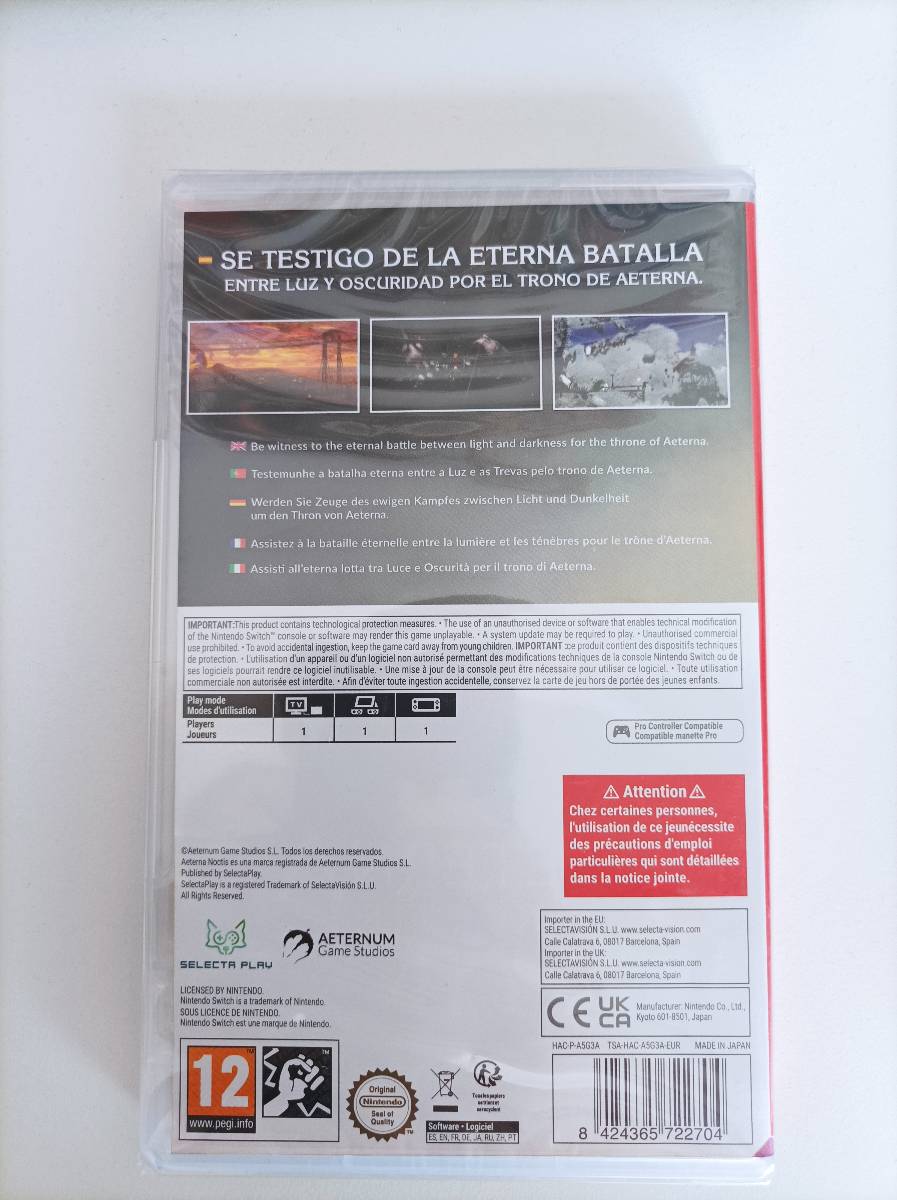 SE TESTIGO DE LA ETERNA BATALLA
ENTRE LUZ Y OSCURIDAD POR EL TRONO DE AETERNA.
Be witness to the eternal battle between light and darkness for the throne of Aeterna.
Testemunhe a batalha eterna entre a Luz e as Trevas pelo trono de Aeterna.
Werden Sie Zeuge des ewigen Kampfes zwischen Licht und Dunkelheit
um den Thron von Aeterna.
Assistez à la bataille éternelle entre la lumière et les ténèbres pour le trône d'Aeterna.
Assisti all'eterna lotta tra Luce e Oscurità per il trono di Aeterna.
IMPORTANT:This product contains technological protection measures. • The use of an unauthorised device or software that enables technical modification
of the Nintendo Switch™ console or software may render this game unplayable. • A system update may be required to play. • Unauthorised commercial
use prohibited. • To avoid accidental ingestion, keep the game card away from young children. IMPORTANT :ce produit contient des dispositifs techniques
de protection. • L'utilisation d'un appareil ou d'un logiciel non autorisé permettant des modifications techniques de la console Nintendo Switch ou de
ses logiciels pourrait rendre ce logiciel inutilisable. • Une mise à jour de la console peut être nécessaire pour utiliser ce logiciel. • Toute utilisation
commerciale non autorisée est interdite. • Afin d'éviter toute ingestion accidentelle, conservez la carte de jeu hors de portée des jeunes enfants.
Play mode
Modes d'utilisation
TV
Players
Joueurs
1 1 1
Pro Controller Compatible
Compatible manette Pro
Attention
Chez certaines personnes,
l'utilisation de ce jeunécessite
des précautions d'emploi
particulières qui sont détaillées
dans la notice jointe.
©Aeternum Game Studios S.L. Todos los derechos reservados.
Aeterna Noctis es una marca registrada de Aeternum Game Studios S.L.
Published by SelectaPlay.
SelectaPlay is a registered Trademark of SelectaVisión S.L.U.
All Rights Reserved.
SELECTA PLAY
AETERNUM
Game Studios
Importer in the EU:
SELECTAVISIÓN S.L.U. www.selecta-vision.com
Calle Calatrava 6, 08017 Barcelona, Spain
Importer in the UK:
SELECTAVISIÓN S.L.U. www.selecta-vision.com
Calle Calatrava 6, 08017 Barcelona, Spain
LICENSED BY NINTENDO.
Nintendo Switch is a trademark of Nintendo.
SOUS LICENCE DE NINTENDO.
Nintendo Switch est une marque de Nintendo.
CE UK CA
Manufacturer: Nintendo Co., Ltd.,
Kyoto 601-8501, Japan
HAC-P-A5G3A TSA-HAC-A5G3A-EUR MADE IN JAPAN
12
www.pegi.info
Original
Nintendo
Seal of
Quality
Tous les papiers
se trient et
se recyclent
Software • Logiciel
ES, EN, FR, DE, JA, RU, ZH, PT
8 424365 722704